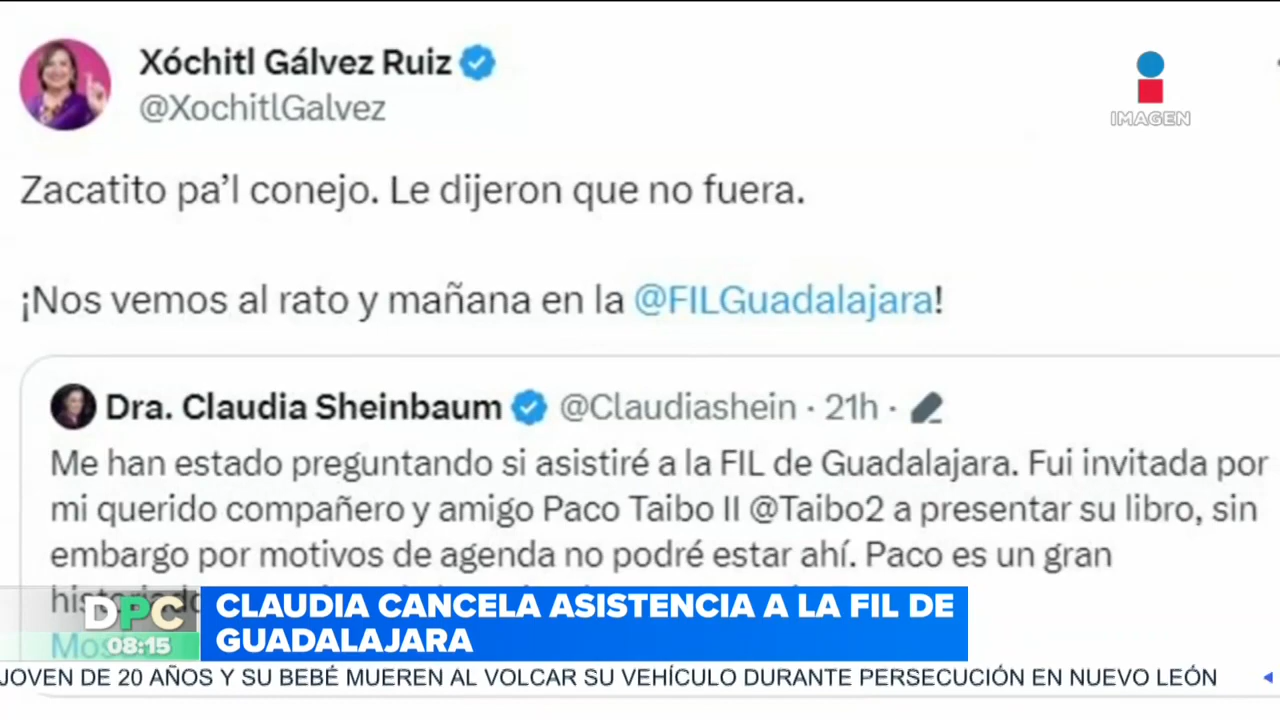 Xóchitl Gálvez Ruiz
@XochitlGalvez
IMAGEN
Zacatito pa’l conejo. Le dijeron que no fuera.
¡Nos vemos al rato y mañana en la @FILGuadalajara!
Dra. Claudia Sheinbaum @Claudiashein · 21h ·
Me han estado preguntando si asistiré a la FIL de Guadalajara. Fui invitada por
mi querido compañero y amigo Paco Taibo II @Taibo2 a presentar su libro, sin
embargo por motivos de agenda no podré estar ahí. Paco es un gran
DPC
08:15
CLAUDIA CANCELA ASISTENCIA A LA FIL DE
GUADALAJARA
JOVEN DE 20 AÑOS Y SU BEBÉ MUEREN AL VOLCAR SU VEHÍCULO DURANTE PERSECUCIÓN EN NUEVO LEÓN